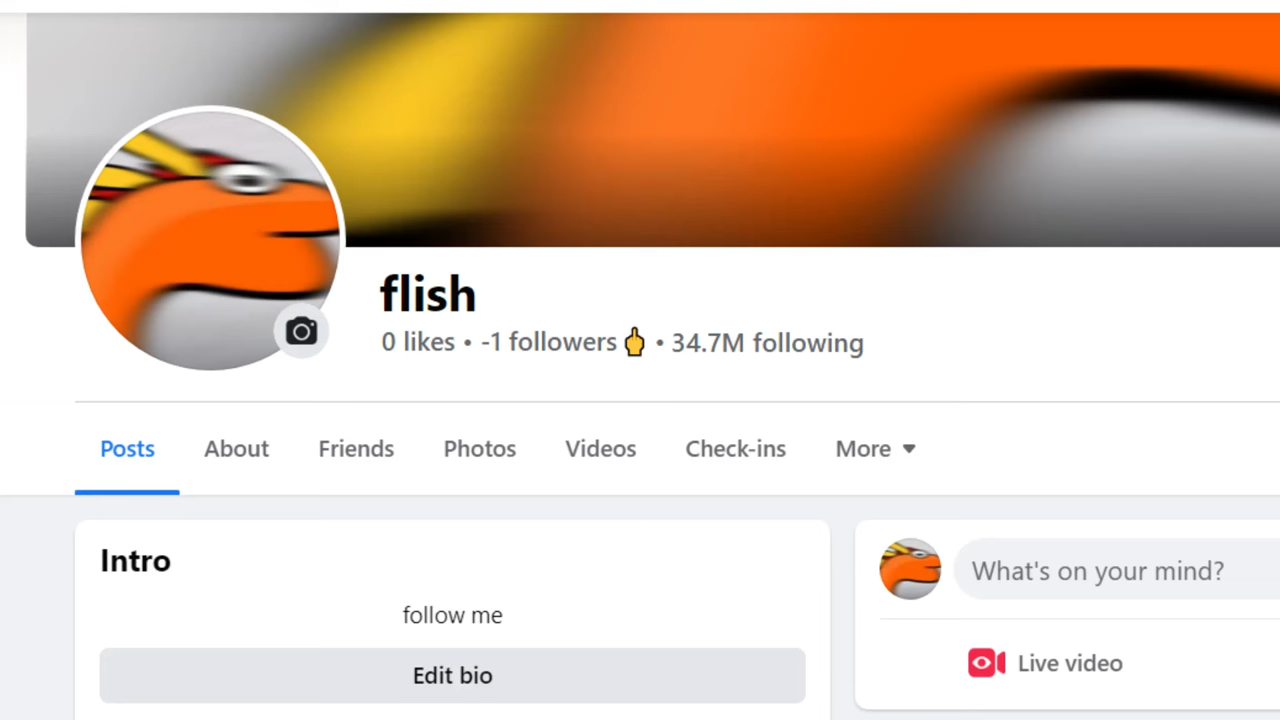 flish
0 likes • -1 followers🖕 • 34.7M following
Posts About Friends Photos Videos Check-ins More
Intro
follow me
Edit bio
What's on your mind?
Live video